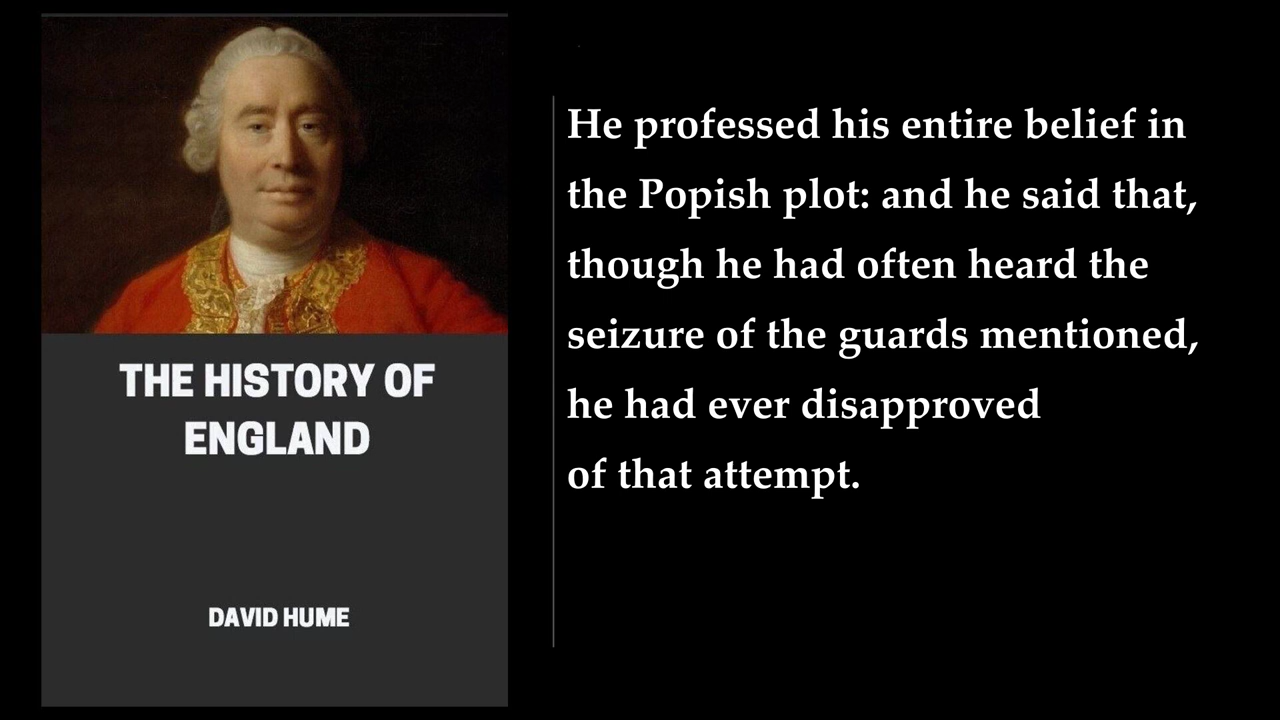 THE HISTORY OF
ENGLAND
DAVID HUME
He professed his entire belief in
the Popish plot: and he said that,
though he had often heard the
seizure of the guards mentioned,
he had ever disapproved
of that attempt.